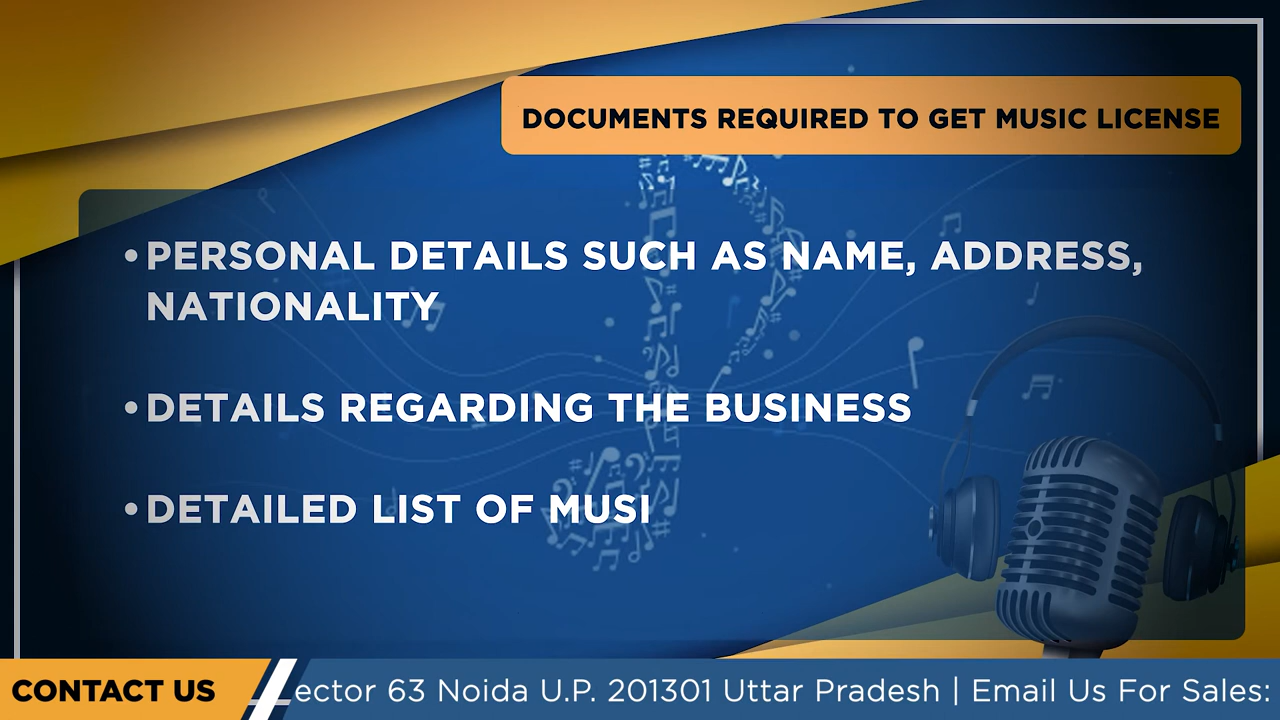 DOCUMENTS REQUIRED TO GET MUSIC LICENSE
•PERSONAL DETAILS SUCH AS NAME, ADDRESS,
NATIONALITY
•DETAILS REGARDING THE BUSINESS
•DETAILED LIST OF MUSI
CONTACT US
ector 63 Noida U.P. 201301 Uttar Pradesh | Email Us For Sales: